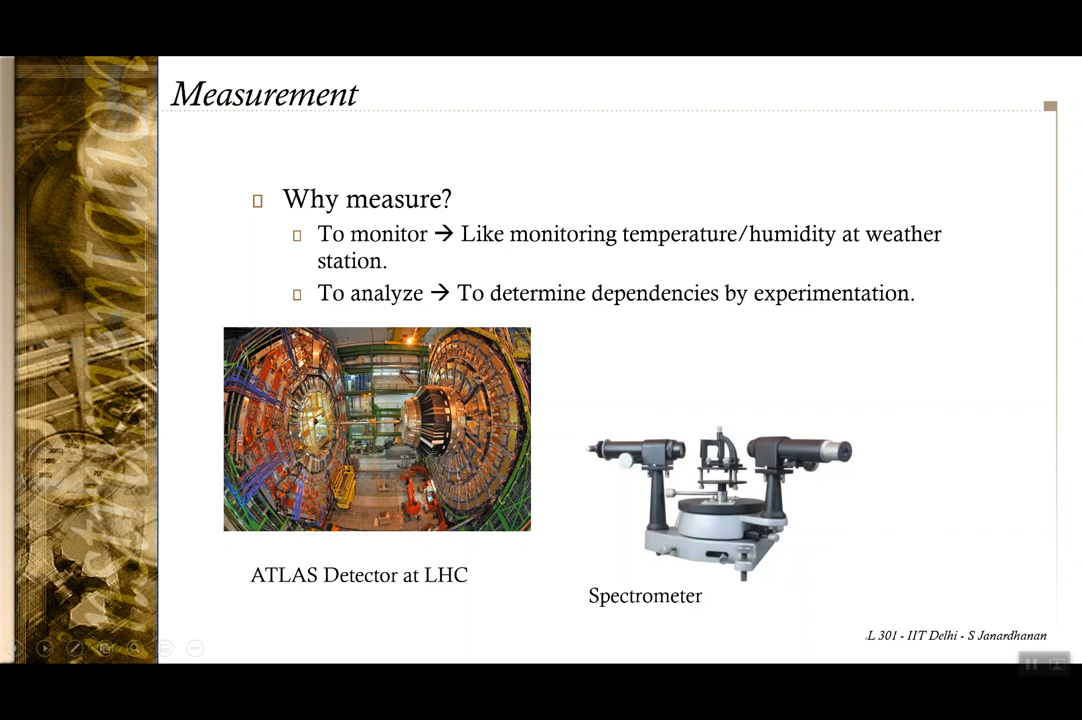 Measurement
Instrumentation
Why measure?
To monitor → Like monitoring temperature/humidity at weather
station.
To analyze → To determine dependencies by experimentation.
ATLAS Detector at LHC
Spectrometer
L 301 - IIT Delhi - S Janardhanan